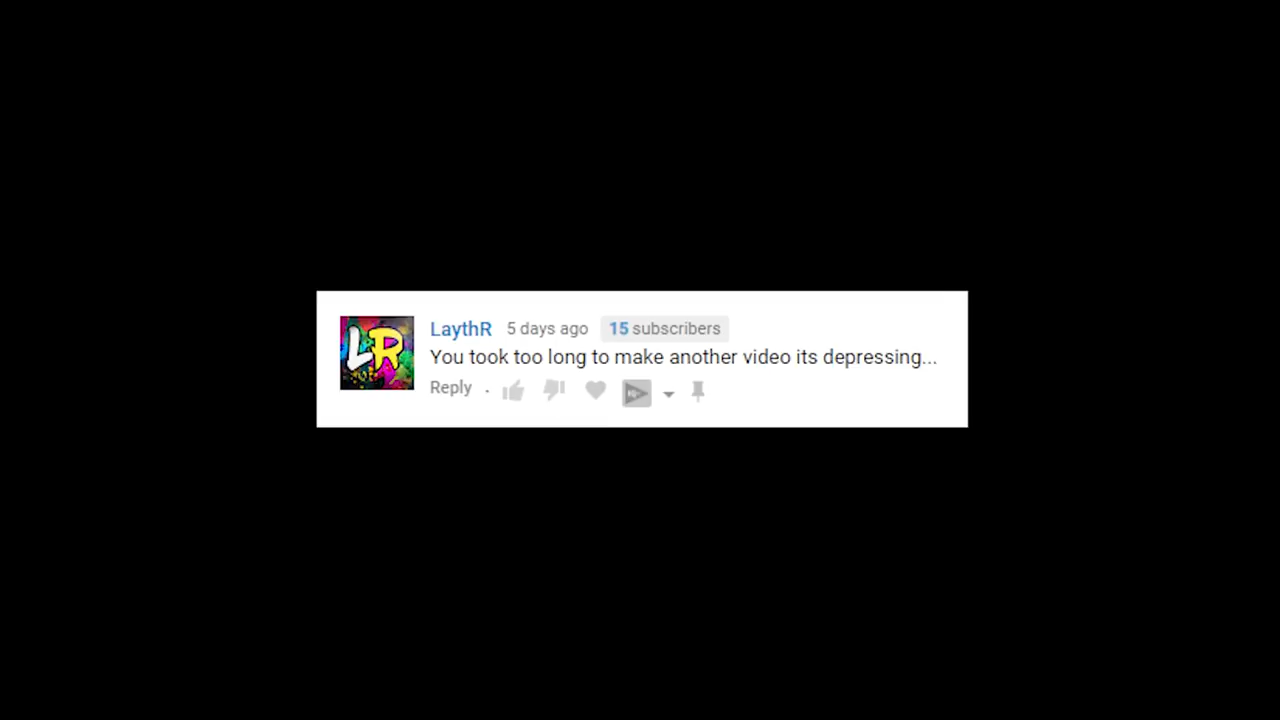 LR
LaythR 5 days ago 15 subscribers
You took too long to make another video its depressing...
Reply .